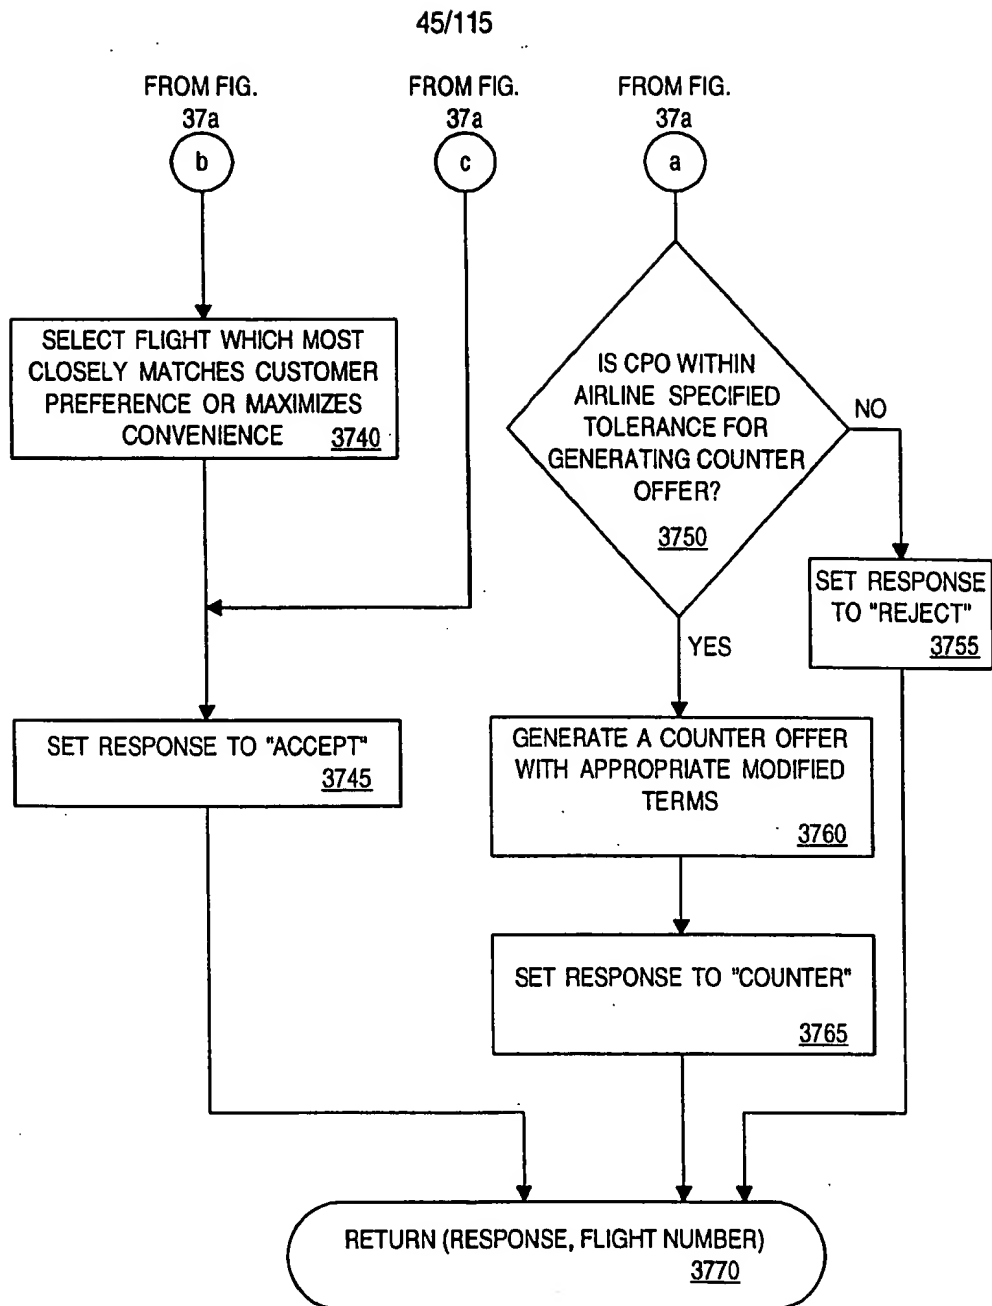 45/115
FROM FIG.
37a
b
FROM FIG.
37a
c
FROM FIG.
37a
a
SELECT FLIGHT WHICH MOST
CLOSELY MATCHES CUSTOMER
PREFERENCE OR MAXIMIZES
CONVENIENCE 3740
IS CPO WITHIN
AIRLINE SPECIFIED
TOLERANCE FOR
GENERATING COUNTER
OFFER?
3750
NO
YES
SET RESPONSE
TO "REJECT"
3755
SET RESPONSE TO "ACCEPT"
3745
GENERATE A COUNTER OFFER
WITH APPROPRIATE MODIFIED
TERMS
3760
SET RESPONSE TO "COUNTER"
3765
RETURN (RESPONSE, FLIGHT NUMBER)
3770